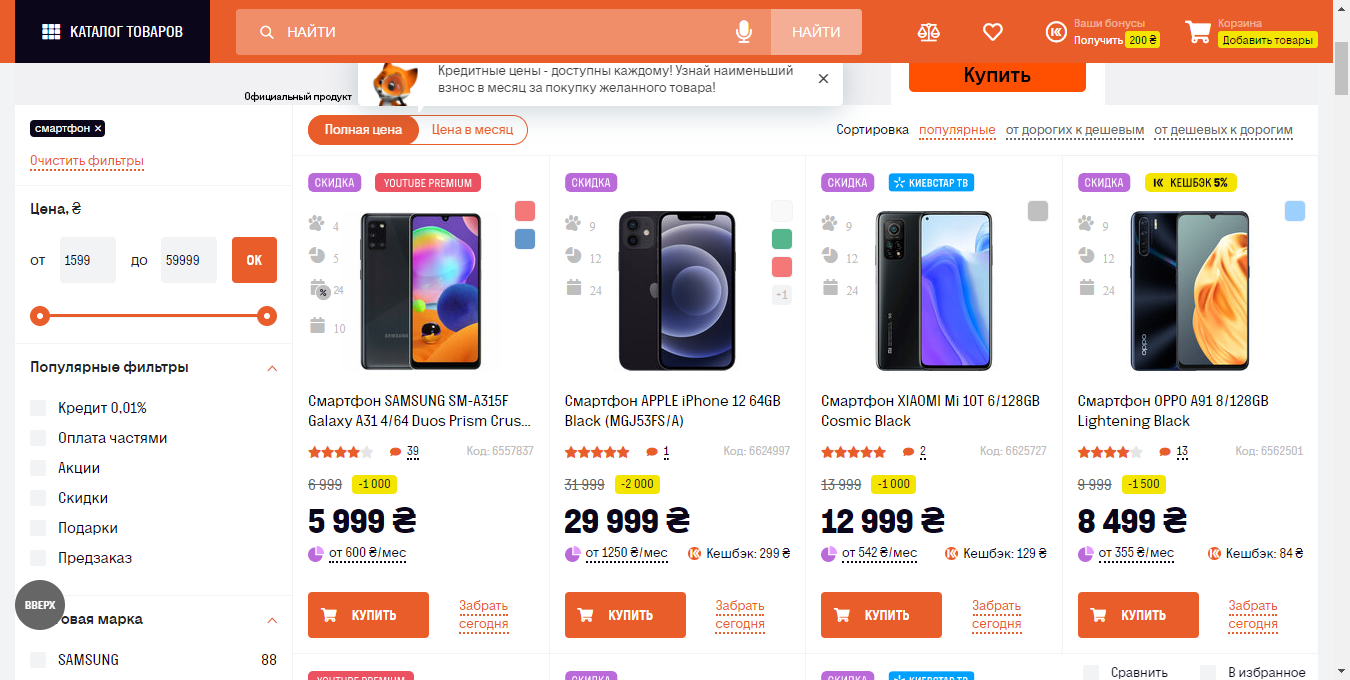 КАТАЛОГ ТОВАРОВ
НАЙТИ
НАЙТИ
Ваши бонусы
Получить 200 ₴
Корзина
Добавить товары
Официальный продукт
Кредитные цены - доступны каждому! Узнай наименьший
взнос в месяц за покупку желанного товара!
Купить
смартфон ×
Очистить фильтры
Цена, ₴
от 1599 до 59999 ОК
Популярные фильтры
Кредит 0,01%
Оплата частями
Акции
Скидки
Подарки
Предзаказ
ВВЕРХ
овая марка
SAMSUNG 88
Полная цена
Цена в месяц
Сортировка популярные от дорогих к дешевым от дешевых к дорогим
СКИДКА YOUTUBE PREMIUM
4
5
% 24
10
Смартфон SAMSUNG SM-A315F
Galaxy A31 4/64 Duos Prism Crus...
39 Код: 6557837
6 999 -1 000
5 999 ₴
от 600 ₴/мес
КУПИТЬ
Забрать
сегодня
СКИДКА
9
12
24
+1
Смартфон APPLE iPhone 12 64GB
Black (MGJ53FS/A)
1 Код: 6624997
31 999 -2 000
29 999 ₴
от 1250 ₴/мес Кешбэк: 299 ₴
КУПИТЬ
Забрать
сегодня
СКИДКА КИЕВСТАР ТВ
9
12
24
Смартфон XIAOMI Mi 10T 6/128GB
Cosmic Black
2 Код: 6625727
13 999 -1 000
12 999 ₴
от 542 ₴/мес Кешбэк: 129 ₴
КУПИТЬ
Забрать
сегодня
СКИДКА КЕШБЭК 5%
9
12
24
Смартфон OPPO A91 8/128GB
Lightening Black
13 Код: 6562501
9 999 -1 500
8 499 ₴
от 355 ₴/мес Кешбэк: 84 ₴
КУПИТЬ
Забрать
сегодня
YOUTUBE PREMIUM
СКИДКА
СКИДКА КИЕВСТАР ТВ
Сравнить В избранное
SAMSUNG
oppo